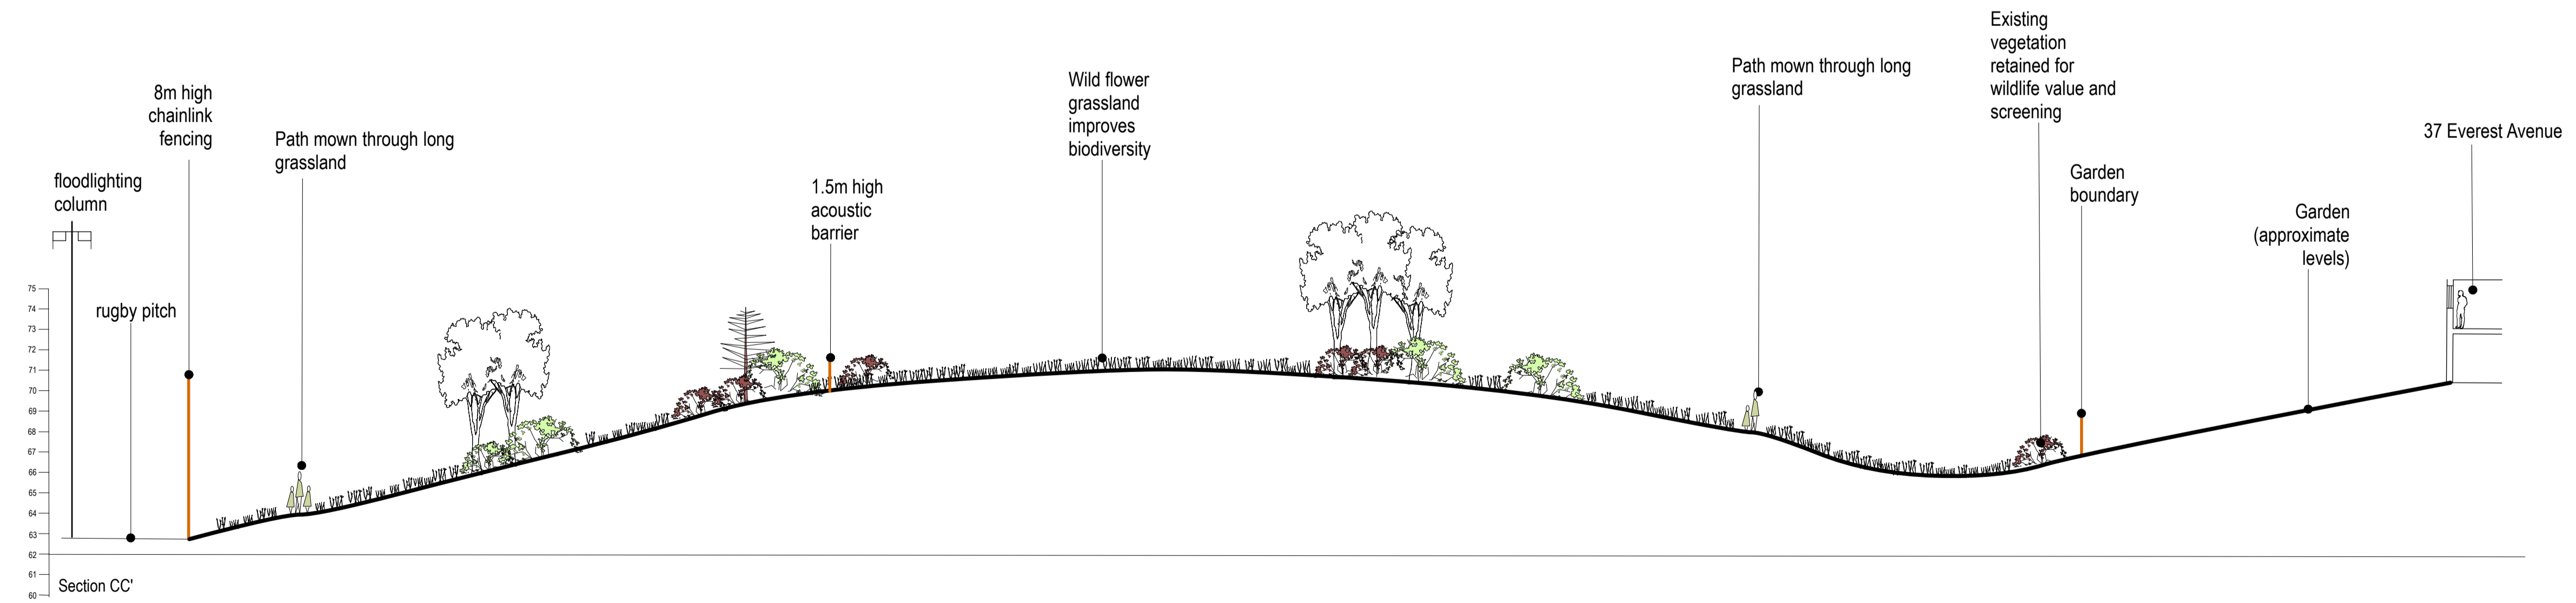 Existing
vegetation
retained for
wildlife value and
screening
Path mown through long
grassland
Wild flower
grassland
improves
biodiversity
8m high
chainlink
fencing
Path mown through long
grassland
37 Everest Avenue
floodlighting
column
1.5m high
acoustic
barrier
Garden
boundary
Garden
(approximate
levels)
rugby pitch
75
74
73
72
71
70
69
68
67
66
65
64
63
62
61
60
Section CC'